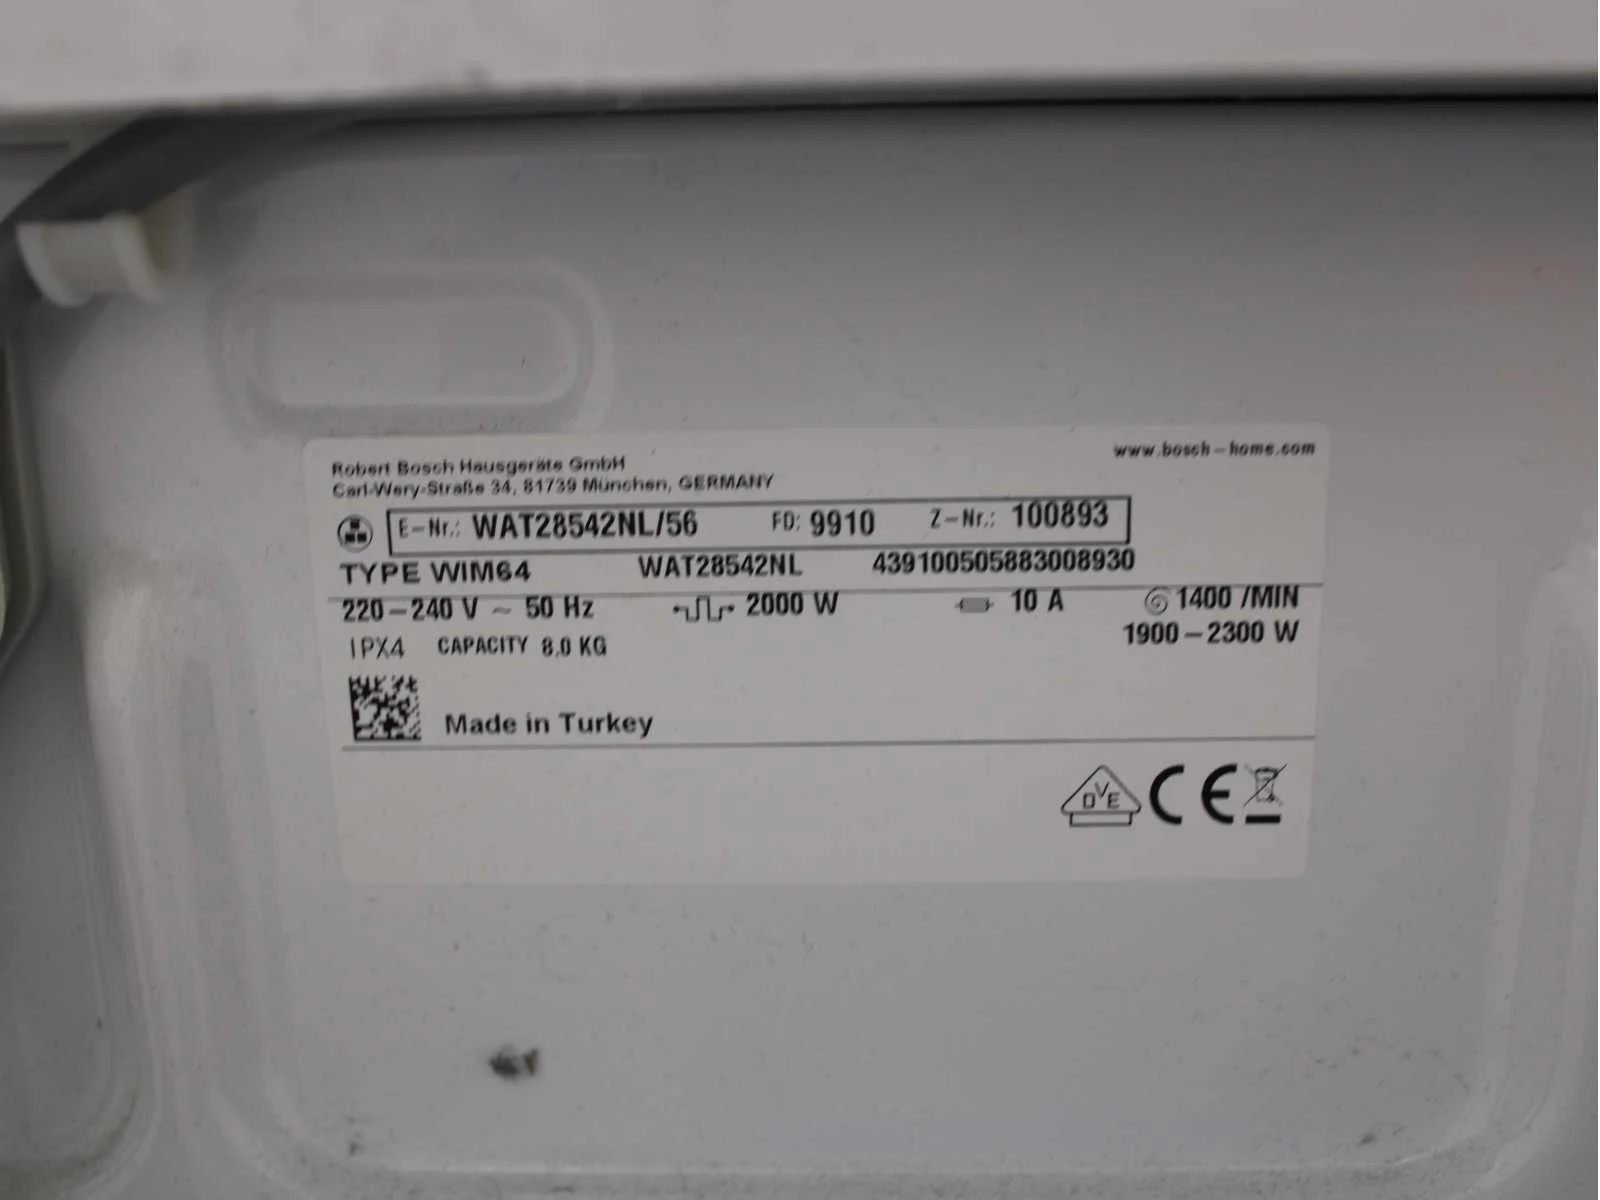 www.bosch-home.com
Robert Bosch Hausgeräte GmbH
Carl-Wery-Straße 34, 81739 München, GERMANY
E-Nr.: WAT28542NL/56 FD: 9910 Z-Nr.: 100893
TYPE WIM64 WAT28542NL 439100505883008930
220-240 V ~ 50 Hz 2000 W 10 A 1400 /MIN
1900-2300 W
IPX4 CAPACITY 8.0 KG
Made in Turkey
DVE CE